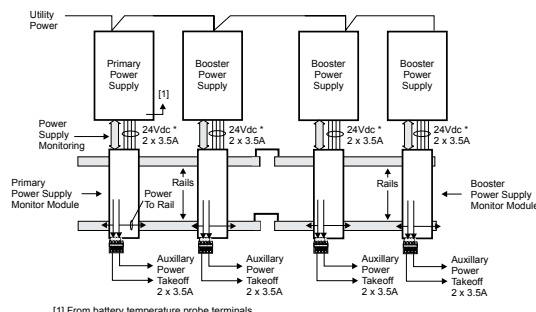 Utility
Power
Primary
Power
Supply
Booster
Power
Supply
Booster
Power
Supply
Booster
Power
Supply
[1]
Power
Supply
Monitoring
24Vdc *
2 x 3.5A
24Vdc *
2 x 3.5A
24Vdc *
2 x 3.5A
24Vdc *
2 x 3.5A
Primary
Power Supply
Monitor Module
Power
To Rail
Rails
Rails
Booster
Power Supply
Monitor Module
Auxillary
Power
Takeoff
2 x 3.5A
Auxillary
Power
Takeoff
2 x 3.5A
Auxillary
Power
Takeoff
2 x 3.5A
Auxillary
Power
Takeoff
2 x 3.5A
[1] From battery temperature probe terminals